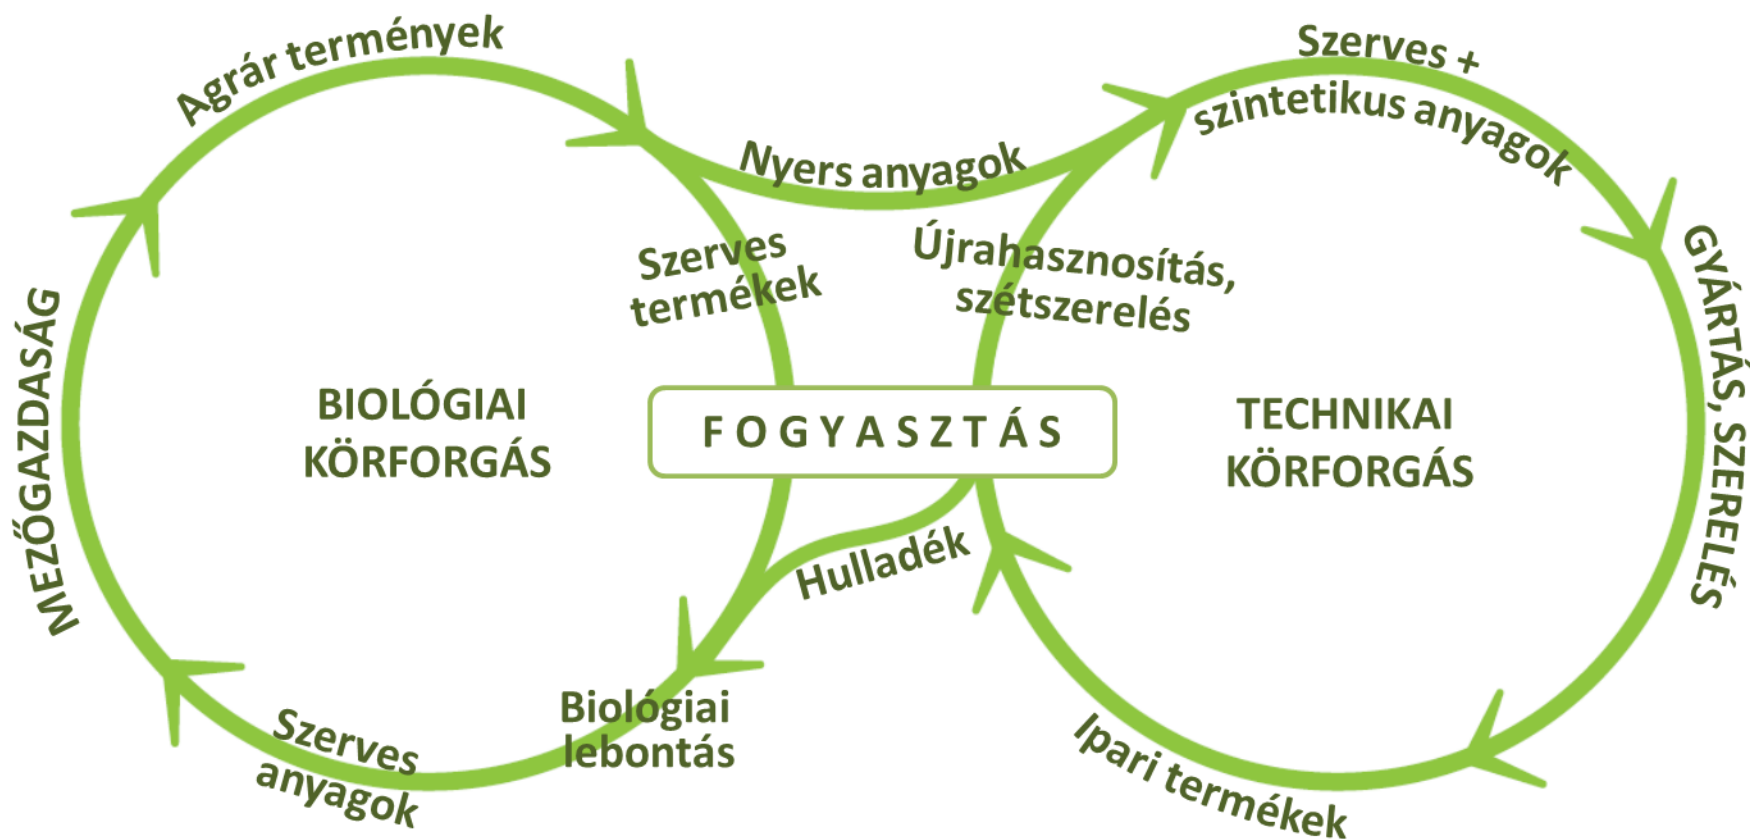 Agrár termények
Szerves +
szintetikus anyagok
Nyers anyagok
Szerves
termékek
Újrahasznosítás,
szétszerelés
MEZŐGAZDASÁG
GYÁRTÁS, SZERELÉS
BIOLÓGIAI
KÖRFORGÁS
FOGYASZTÁS
TECHNIKAI
KÖRFORGÁS
Hulladék
Biológiai
lebontás
Szerves
anyagok
Ipari termékek